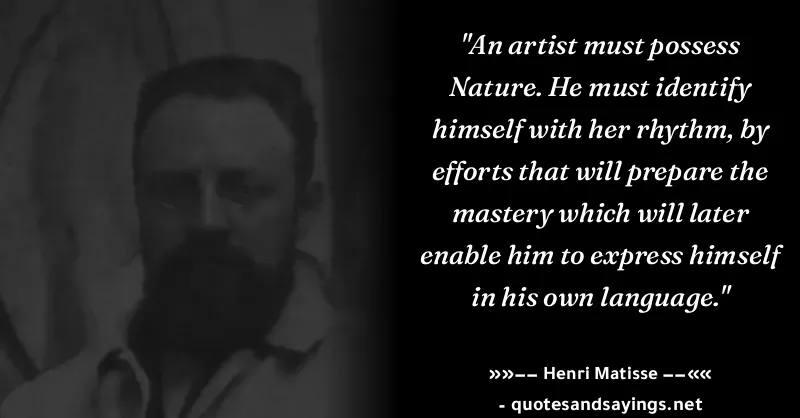 "An artist must possess
Nature. He must identify
himself with her rhythm, by
efforts that will prepare the
mastery which will later
enable him to express himself
in his own language."
»»−− Henri Matisse −−««
- quotesandsayings.net